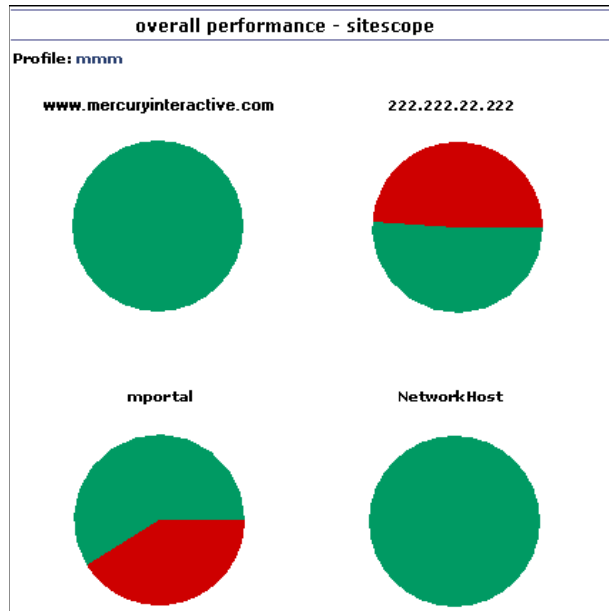 overall performance - sitescope
Profile: mmm
www.mercuryinteractive.com
222.222.22.222
mportal
NetworkHost